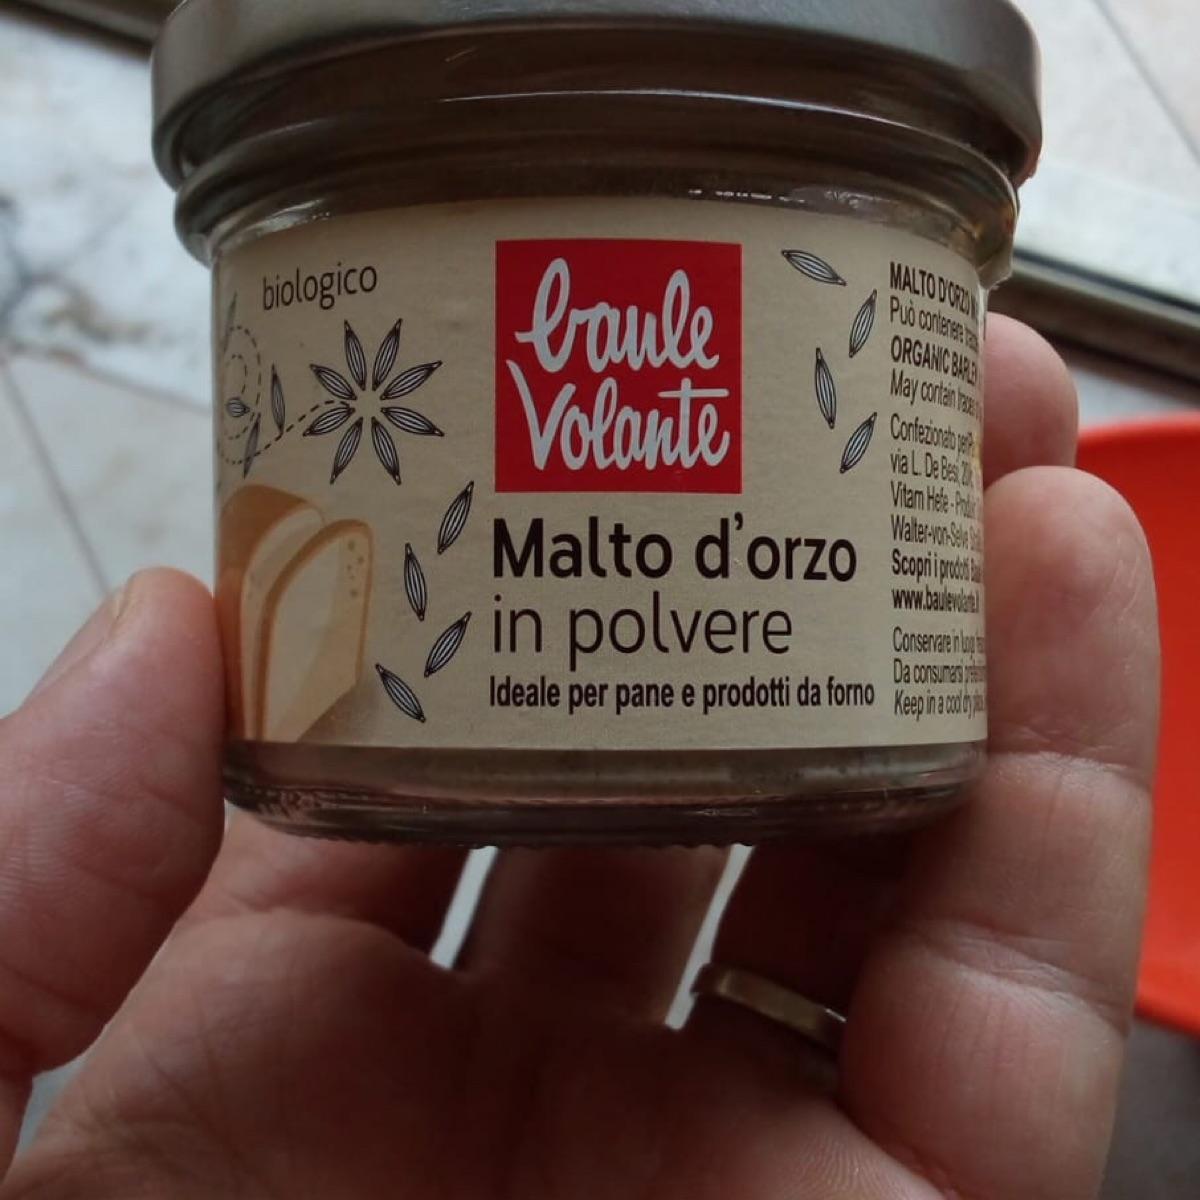 biologico
baule
Volante
Malto d'orzo
in polvere
Ideale per pane e prodotti da forno
MALTO D'ORZO
Può contenere
ORGANIC BARLEY
May contain traces
Confezionato per
via L. De Besi,
Vitam Hefe -
Walter-von-Selve
Scopri i prodotti
www.baulevolante.it
Conservare in luogo
Da consumarsi
Keep in a cool dry place